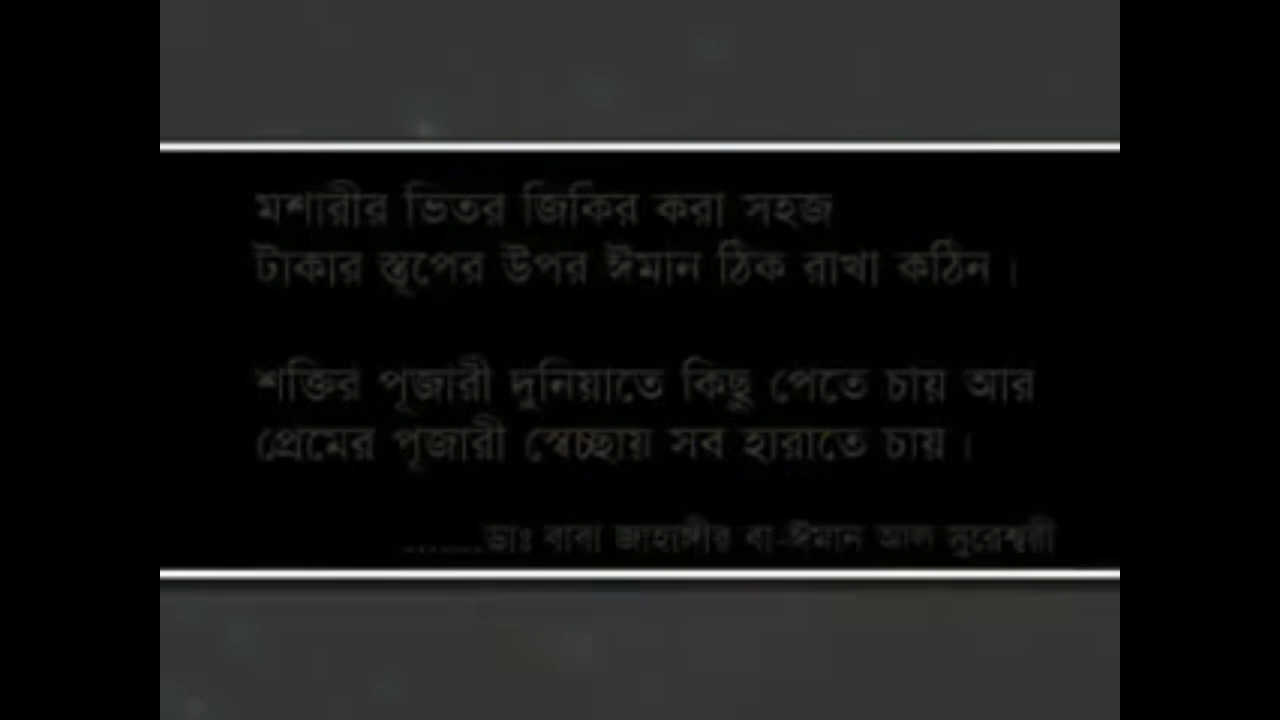 মশারীর ভিতর জিকির করা সহজ
টাকার স্তূপের উপর ঈমান ঠিক রাখা কঠিন।
শক্তির পূজারী দুনিয়াতে কিছু পেতে চায় আর
প্রেমের পূজারী স্বেচ্ছায় সব হারাতে চায়।
.......ডাঃ বাবা জাহাঙ্গীর বা-ঈমান আল সুরেশ্বরী